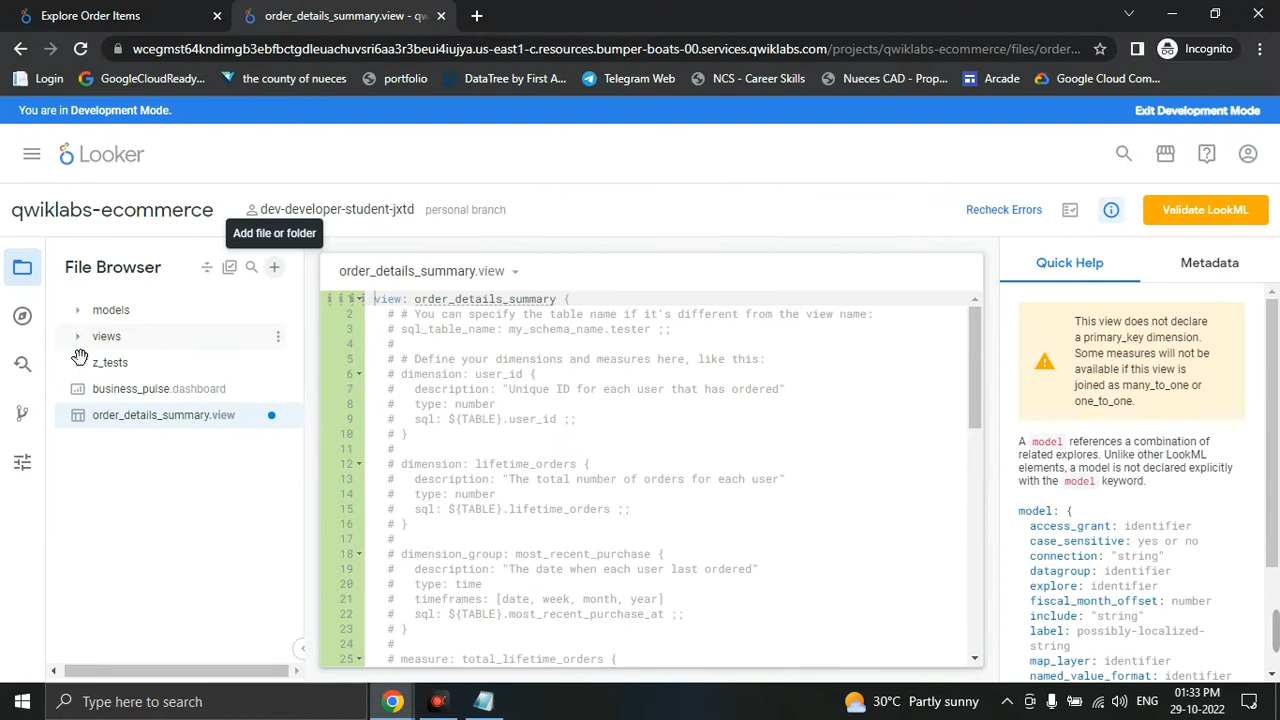 Explore Order Items
order_details_summary.view - qw
wcegmst64kndimgb3ebfbctgdleuachuvsri6aa3r3beui4iujya.us-east1-c.resources.bumper-boats-00.services.qwiklabs.com/projects/qwiklabs-ecommerce/files/order...
Incognito
Login
GoogleCloudReady...
the county of nueces
portfolio
DataTree by First A...
Telegram Web
NCS - Career Skills
Nueces CAD - Prop...
Arcade
Google Cloud Com...
You are in Development Mode.
Exit Development Mode
Looker
qwiklabs-ecommerce
dev-developer-student-jxtd
personal branch
Recheck Errors
Validate LookML
Add file or folder
File Browser
models
views
z_tests
business_pulse.dashboard
order_details_summary.view
order_details_summary.view
view: order_details_summary {
2 # # You can specify the table name if it's different from the view name:
3 # sql_table_name: my_schema_name.tester ;;
4 #
5 # # Define your dimensions and measures here, like this:
6 # dimension: user_id {
7 # description: "Unique ID for each user that has ordered"
8 # type: number
9 # sql: ${TABLE}.user_id ;;
10 # }
11 #
12 # dimension: lifetime_orders {
13 # description: "The total number of orders for each user"
14 # type: number
15 # sql: ${TABLE}.lifetime_orders ;;
16 # }
17 #
18 # dimension_group: most_recent_purchase {
19 # description: "The date when each user last ordered"
20 # type: time
21 # timeframes: [date, week, month, year]
22 # sql: ${TABLE}.most_recent_purchase_at ;;
23 # }
24 #
25 # measure: total_lifetime_orders {
Quick Help
Metadata
This view does not declare
a primary_key dimension.
Some measures will not be
available if this view is
joined as many_to_one or
one_to_one.
A model references a combination of
related explores. Unlike other LookML
elements, a model is not declared explicitly
with the model keyword.
model: {
access_grant: identifier
case_sensitive: yes or no
connection: "string"
datagroup: identifier
explore: identifier
fiscal_month_offset: number
include: "string"
label: possibly-localized-
string
map_layer: identifier
named_value_format: identifier
Type here to search
30°C Partly sunny
ENG
01:33 PM
29-10-2022